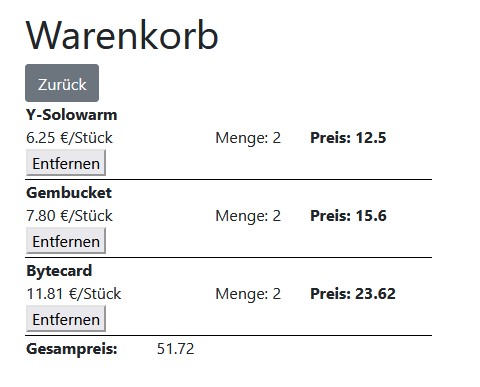 Warenkorb
Zurück
Y-Solowarm
6.25 €/Stück Menge: 2 Preis: 12.5
Entfernen
Gembucket
7.80 €/Stück Menge: 2 Preis: 15.6
Entfernen
Bytecard
11.81 €/Stück Menge: 2 Preis: 23.62
Entfernen
Gesampreis: 51.72